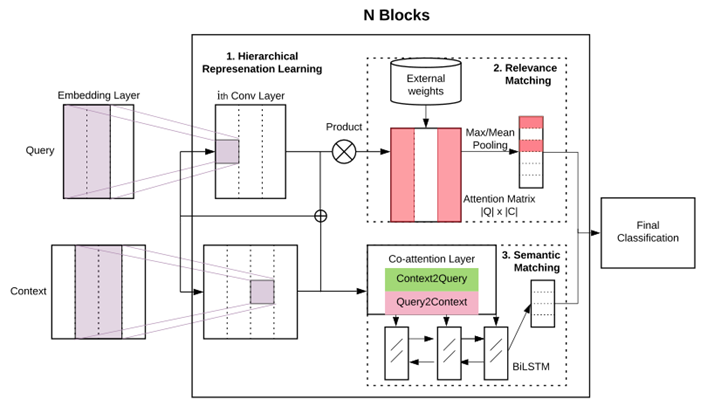 N Blocks
1. Hierarchical
Represenation Learning
2. Relevance
Matching
External
weights
Embedding Layer
ith Conv Layer
Query
Product
Max/Mean
Pooling
Attention Matrix
|Q| x |C|
Final
Classification
Context
Co-attention Layer
Context2Query
Query2Context
3. Semantic
Matching
BiLSTM